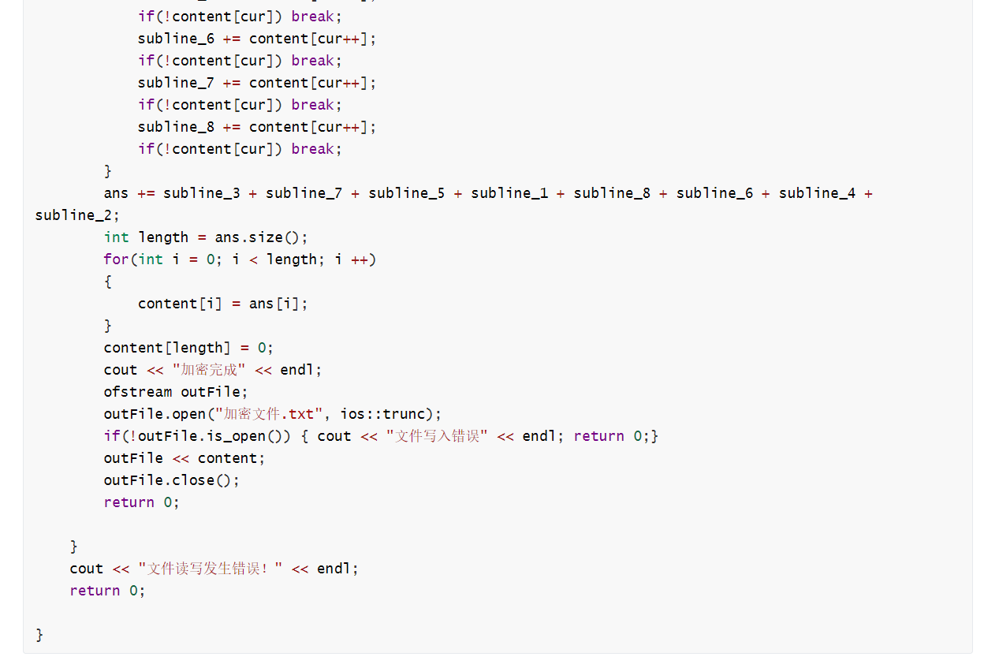 if(!content[cur]) break;
            subline_6 += content[cur++];
            if(!content[cur]) break;
            subline_7 += content[cur++];
            if(!content[cur]) break;
            subline_8 += content[cur++];
            if(!content[cur]) break;
        }
        ans += subline_3 + subline_7 + subline_5 + subline_1 + subline_8 + subline_6 + subline_4 +
subline_2;
        int length = ans.size();
        for(int i = 0; i < length; i ++)
        {
            content[i] = ans[i];
        }
        content[length] = 0;
        cout << "加密完成" << endl;
        ofstream outFile;
        outFile.open("加密文件.txt", ios::trunc);
        if(!outFile.is_open()) { cout << "文件写入错误" << endl; return 0;}
        outFile << content;
        outFile.close();
        return 0;

    }
    cout << "文件读写发生错误！" << endl;
    return 0;

}